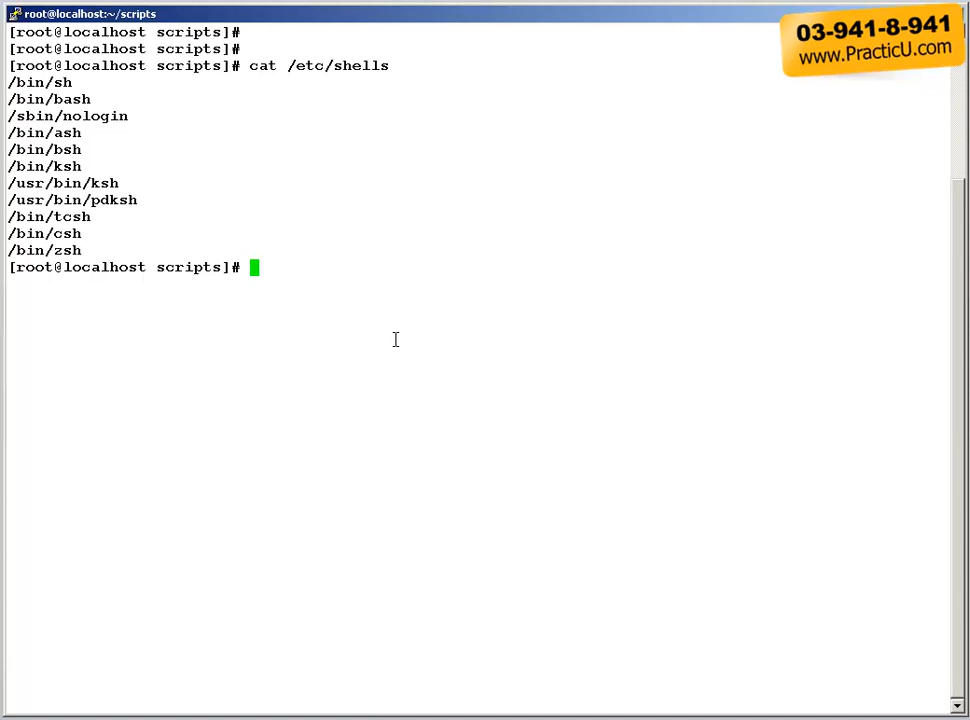 root@localhost:~/scripts
[root@localhost scripts]#
[root@localhost scripts]#
[root@localhost scripts]# cat /etc/shells
/bin/sh
/bin/bash
/sbin/nologin
/bin/ash
/bin/bsh
/bin/ksh
/usr/bin/ksh
/usr/bin/pdksh
/bin/tcsh
/bin/csh
/bin/zsh
[root@localhost scripts]#
03-941-8-941
www.PracticU.com